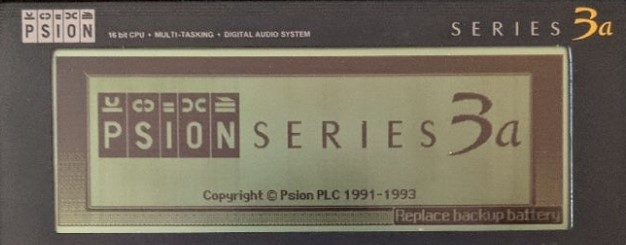 PSION 16 bit CPU • MULTI-TASKING • DIGITAL AUDIO SYSTEM SERIES 3a
PSION SERIES 3a
Copyright © Psion PLC 1991-1993
Replace backup battery